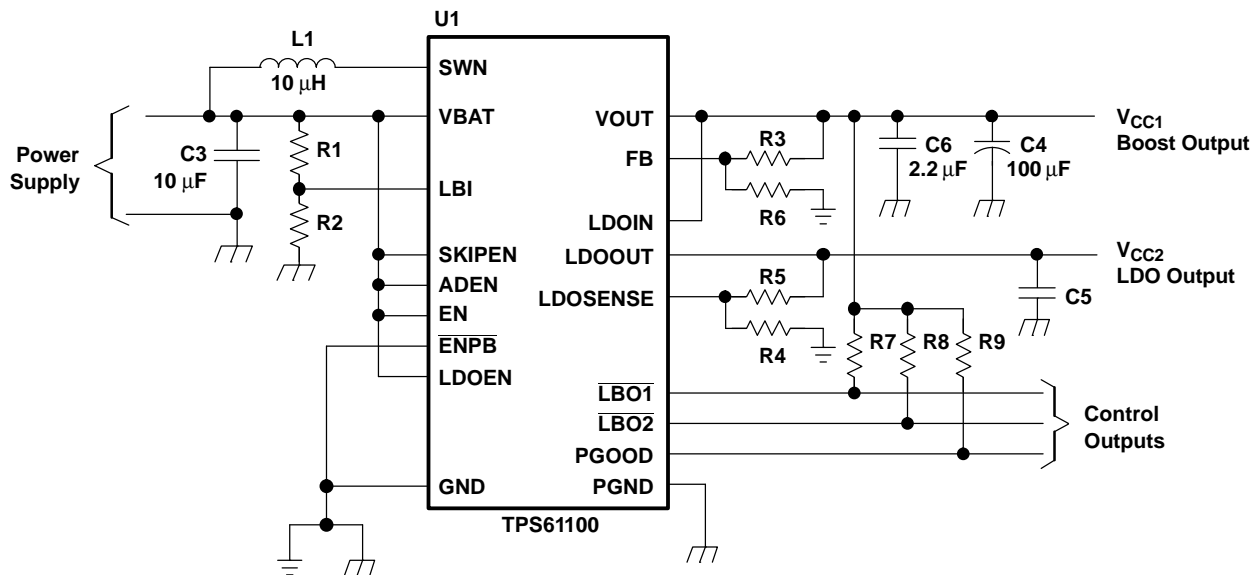 U1
L1
10 µH
SWN
VBAT
Power
Supply
C3
10 µF
R1
LBI
R2
SKIPEN
ADEN
EN
ENPB
LDOEN
GND
VOUT
FB
LDOIN
LDOOUT
LDOSENSE
LBO1
LBO2
PGOOD
PGND
TPS61100
R3
R6
R5
R4
C6
2.2 µF
C4
100 µF
VCC1
Boost Output
VCC2
LDO Output
C5
R7
R8
R9
Control
Outputs